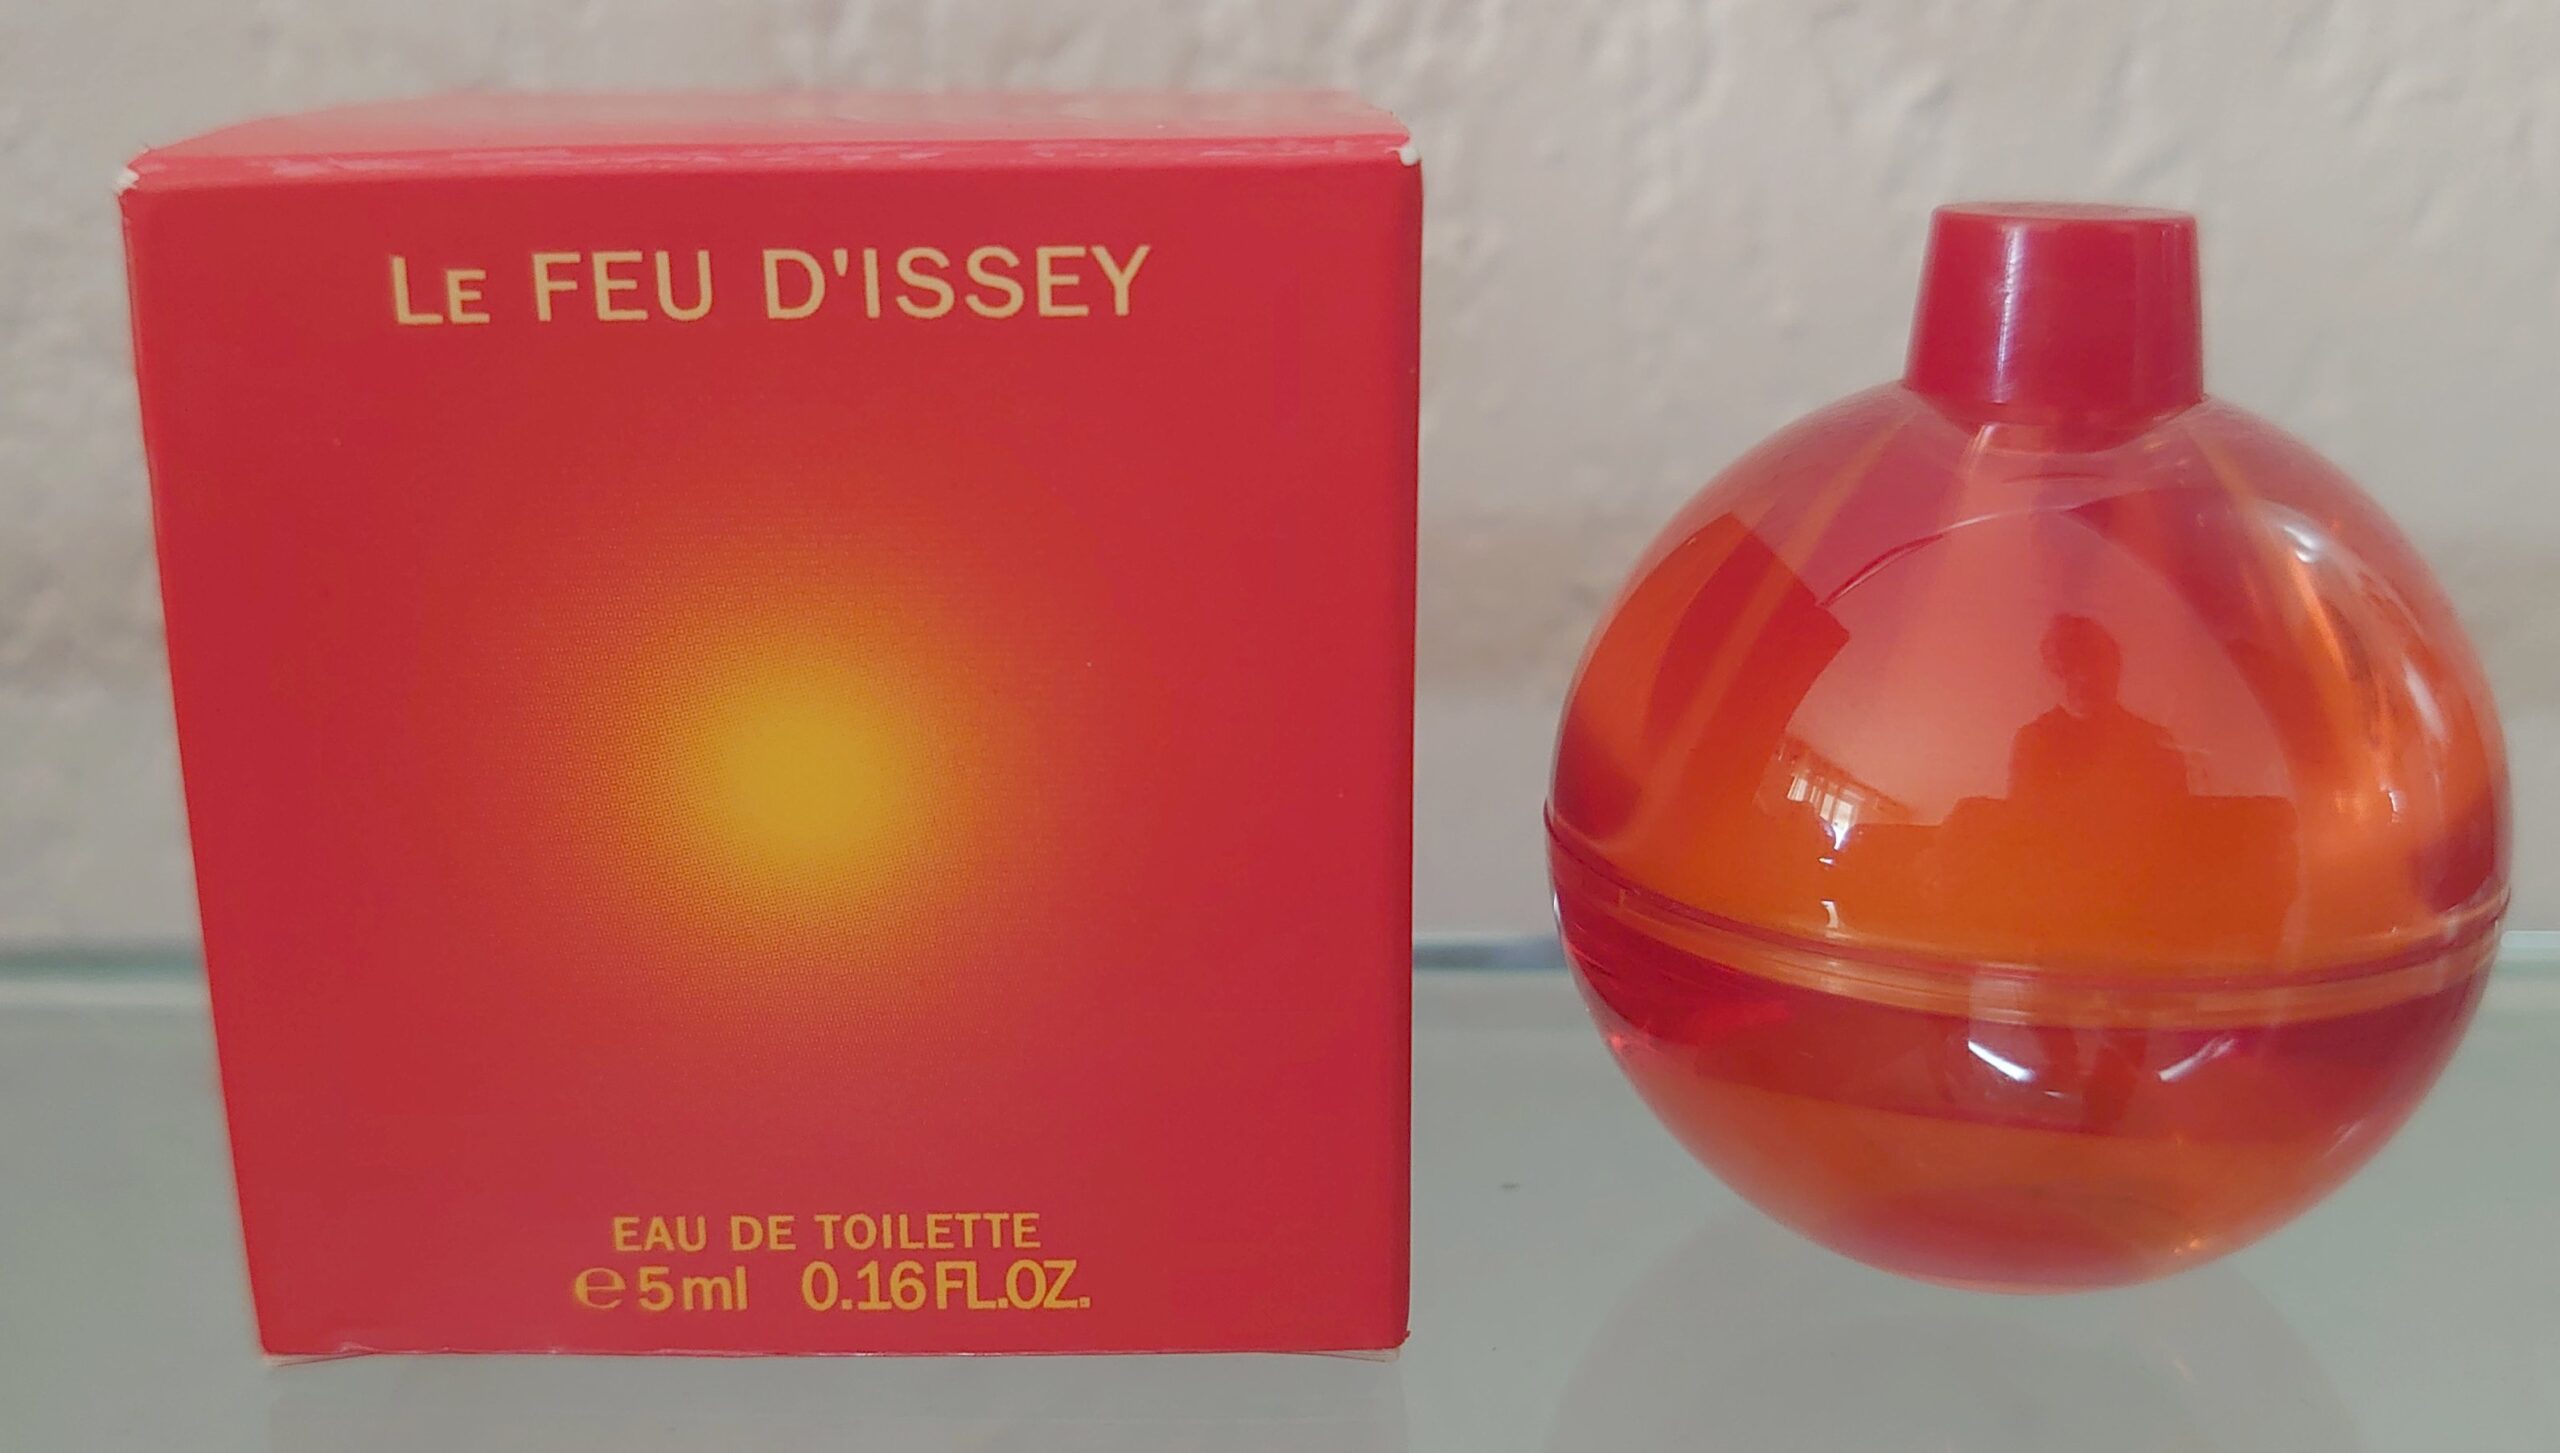 LE FEU D'ISSEY
EAU DE TOILETTE
℮5ml 0.16FL.OZ.